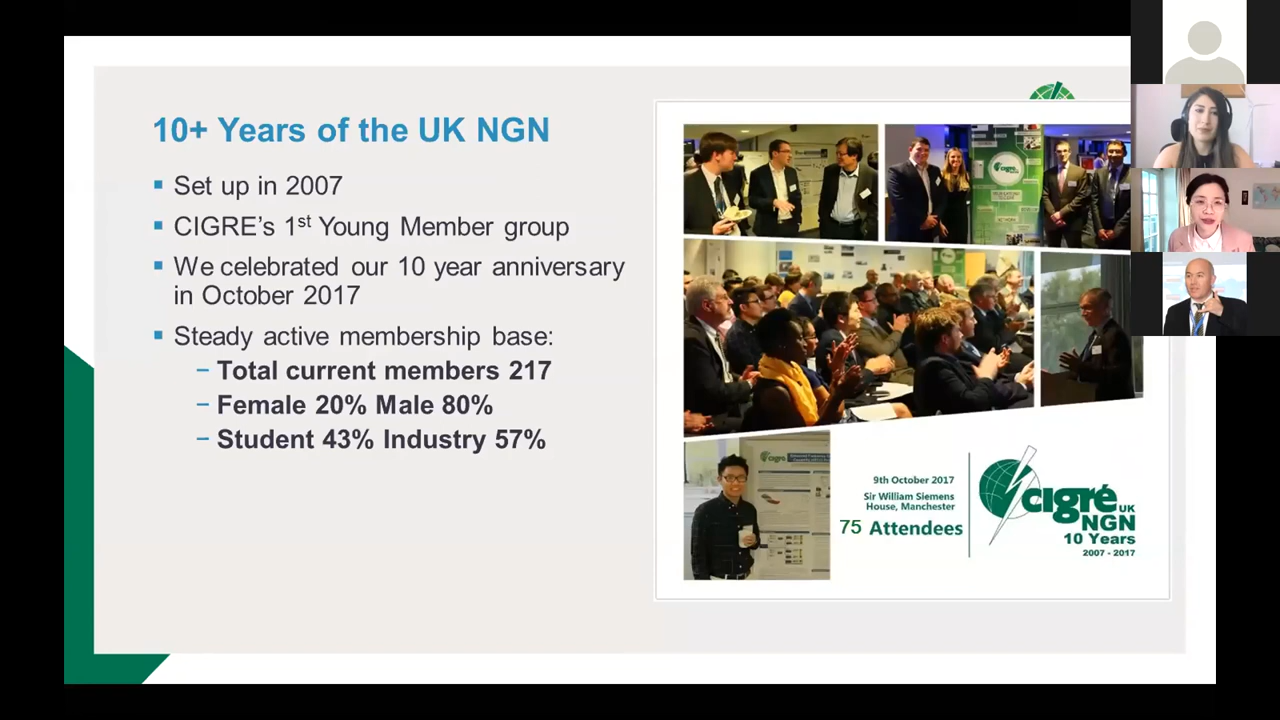 10+ Years of the UK NGN
Set up in 2007
CIGRE's 1st Young Member group
We celebrated our 10 year anniversary
in October 2017
Steady active membership base:
− Total current members 217
− Female 20% Male 80%
− Student 43% Industry 57%
cigré
cigré
9th October 2017
Sir William Siemens
House, Manchester
75 Attendees
cigré UK
NGN
10 Years
2007 - 2017